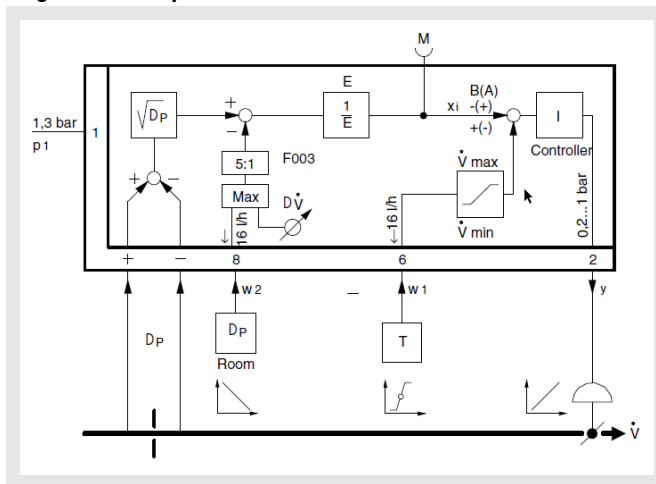 M
E
B(A)
√DP
+
−
1
E
xi
-(+)
+(-)
I
1,3 bar
p1
1
5:1
F003
Controller
V̇ max
Max
DV̇
+
−
←16 l/h
←16 l/h
V̇ min
0,2...1 bar
+
−
8
6
2
w2
−
w1
y
DP
DP
T
Room
V̇